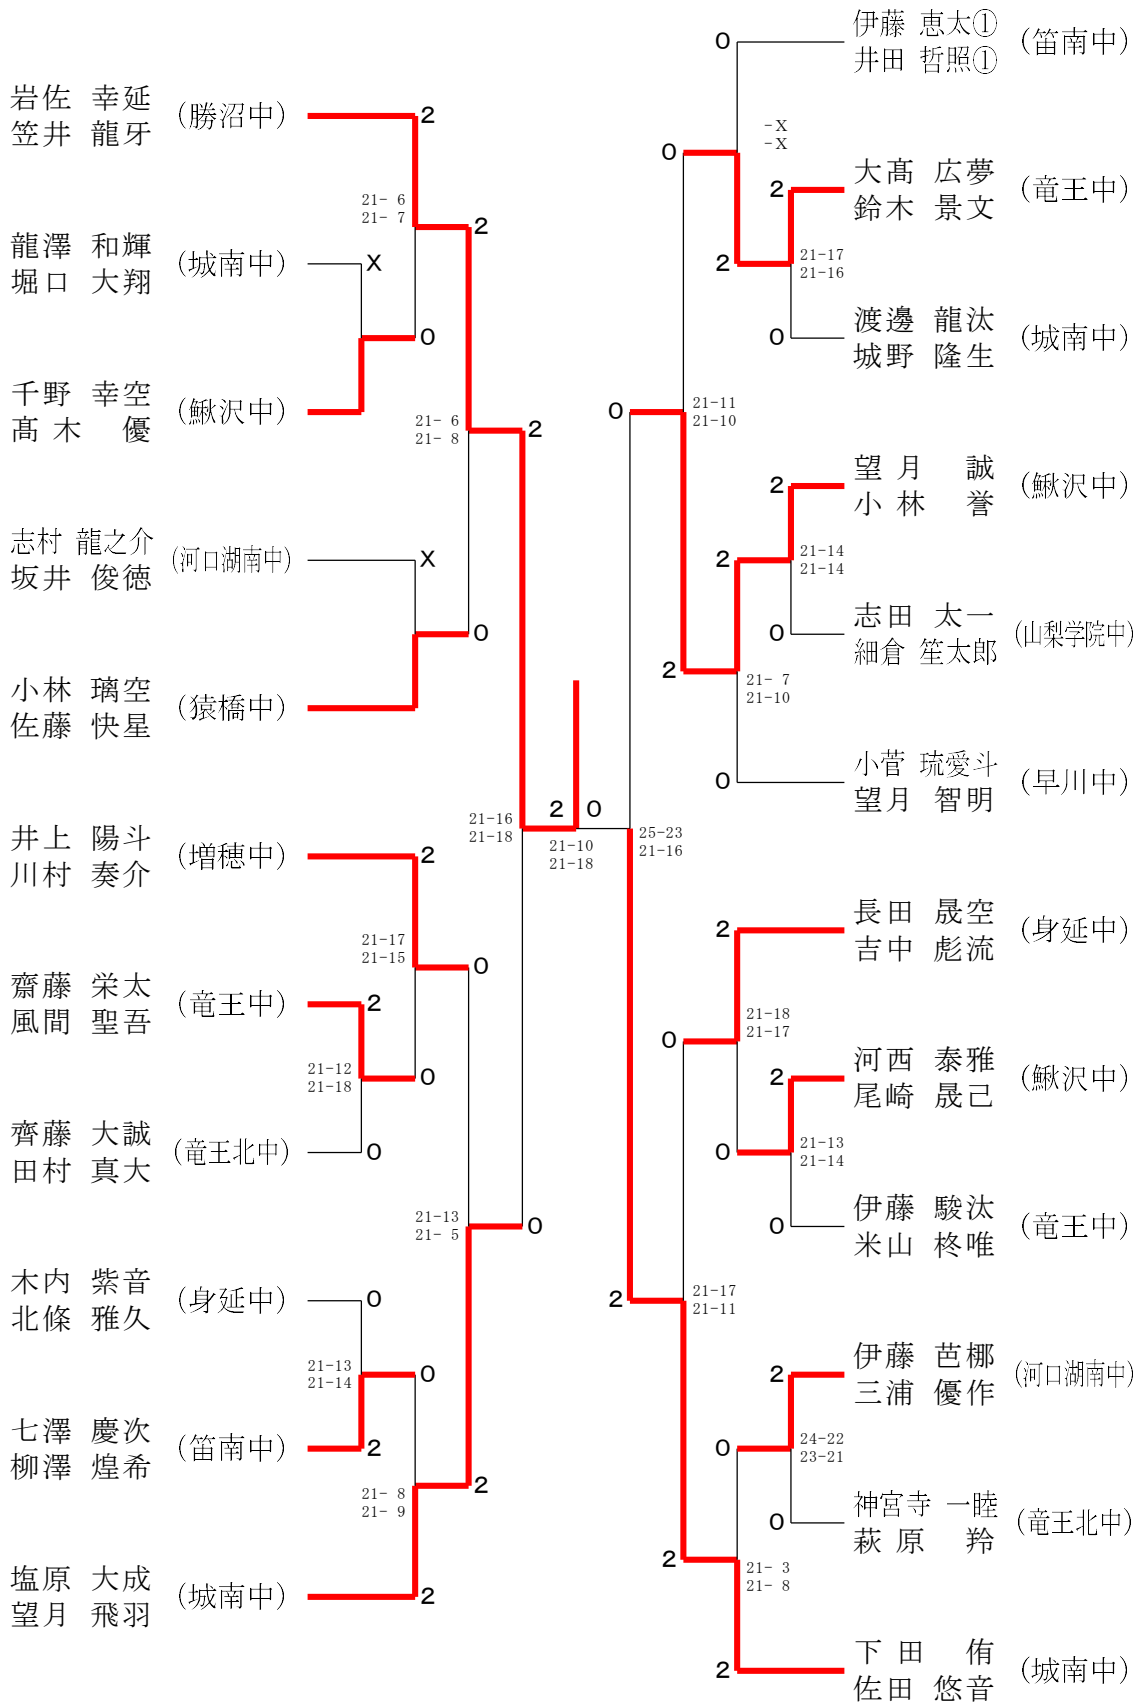 岩佐 幸延
笠井 龍牙
(勝沼中)
2
21- 6
21- 7
2
龍澤 和輝
堀口 大翔
(城南中)
X
0
千野 幸空
髙木 優
(鰍沢中)
21- 6
21- 8
2
志村 龍之介
坂井 俊徳
(河口湖南中)
X
0
小林 璃空
佐藤 快星
(猿橋中)
21-16
21-18
2
0
21-10
21-18
井上 陽斗
川村 奏介
(増穂中)
2
21-17
21-15
0
齋藤 栄太
風間 聖吾
(竜王中)
2
21-12
21-18
0
齊藤 大誠
田村 真大
(竜王北中)
0
21-13
21- 5
0
木内 紫音
北條 雅久
(身延中)
0
21-13
21-14
0
七澤 慶次
柳澤 煌希
(笛南中)
2
21- 8
21- 9
2
塩原 大成
望月 飛羽
(城南中)
2
0
伊藤 恵太①
井田 哲照①
(笛南中)
-X
-X
0
2
大髙 広夢
鈴木 景文
(竜王中)
2
21-17
21-16
0
渡邊 龍汰
城野 隆生
(城南中)
0
21-11
21-10
2
望月 誠
小林 誉
(鰍沢中)
2
21-14
21-14
0
志田 太一
細倉 笙太郎
(山梨学院中)
2
21- 7
21-10
0
小菅 琉愛斗
望月 智明
(早川中)
25-23
21-16
2
長田 晟空
吉中 彪流
(身延中)
21-18
21-17
0
2
河西 泰雅
尾崎 晟己
(鰍沢中)
0
21-13
21-14
0
伊藤 駿汰
米山 柊唯
(竜王中)
2
21-17
21-11
2
伊藤 芭梛
三浦 優作
(河口湖南中)
0
24-22
23-21
0
神宮寺 一睦
萩原 羚
(竜王北中)
2
21- 3
21- 8
2
下田 侑
佐田 悠音
(城南中)